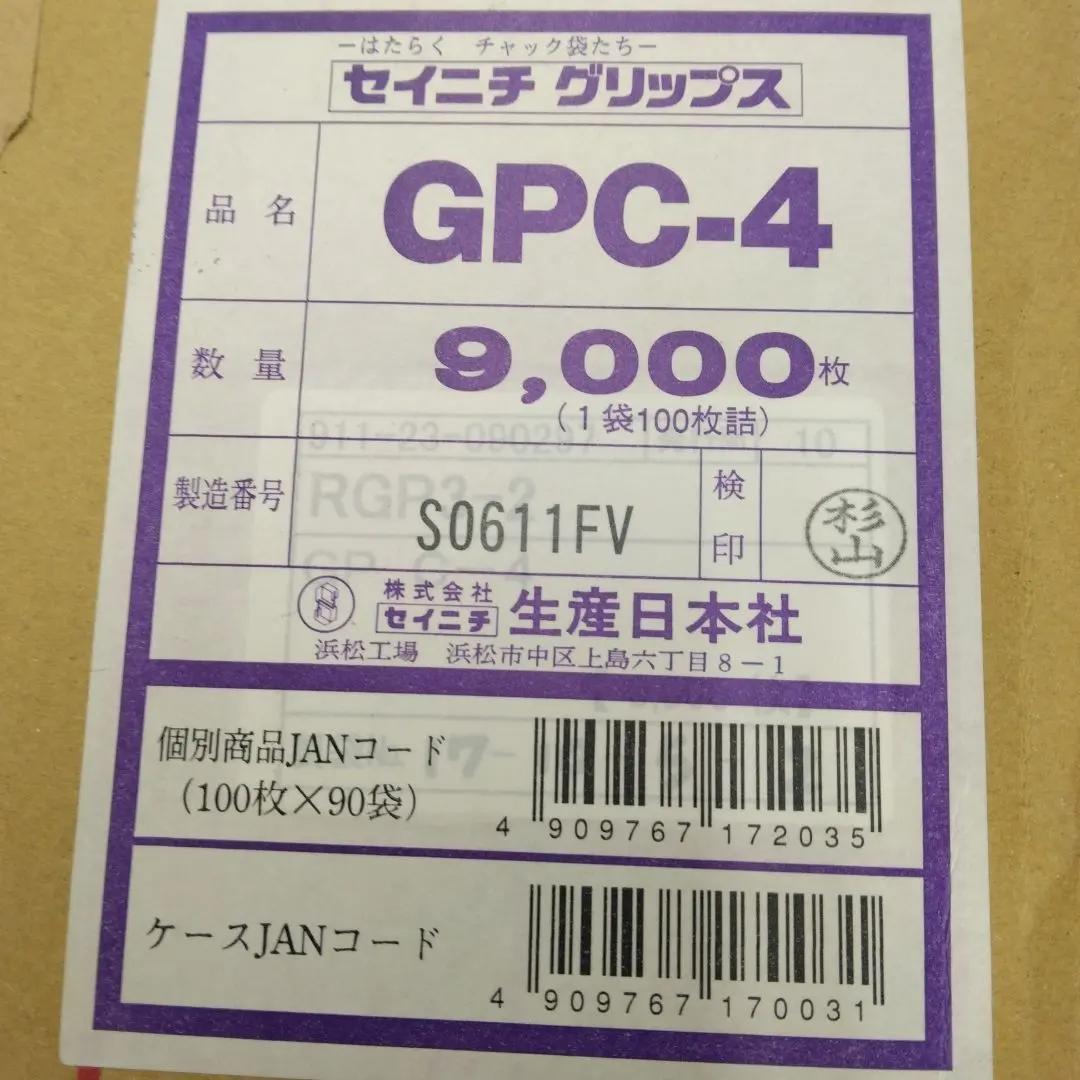 ーはたらく チャック袋たちー
セイニチ グリップス
品 名 GPC-4
数 量 9,000枚
(1袋100枚詰)
製造番号 S0611FV 検印 杉山
株式会社
セイニチ 生産日本社
浜松工場 浜松市中区上島六丁目8-1
個別商品JANコード
(100枚×90袋)
4 909767 172035
ケースJANコード
4 909767 170031